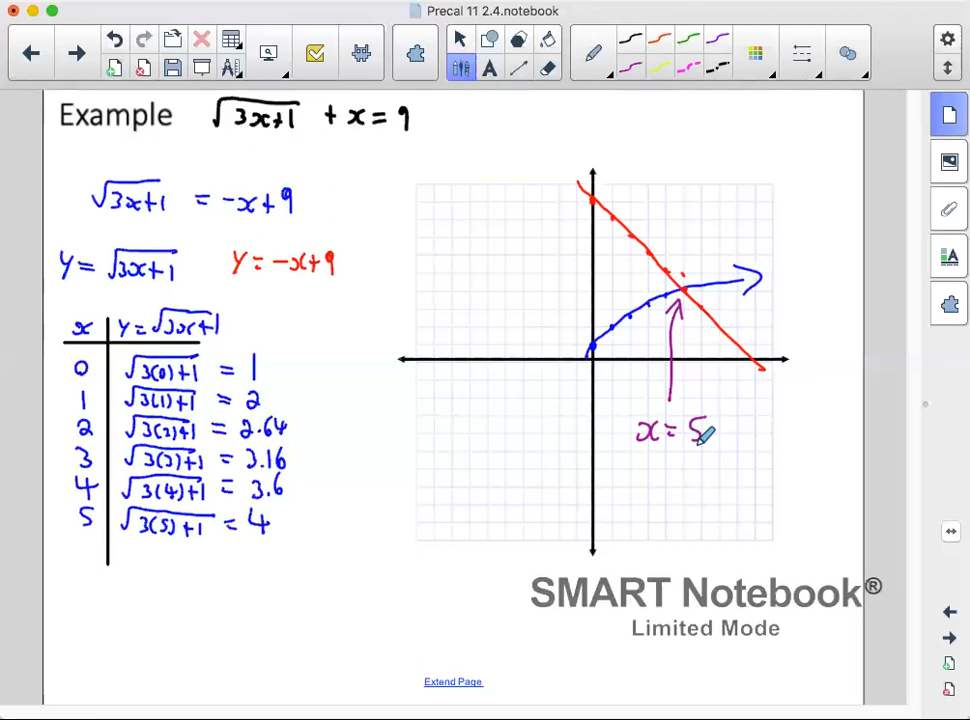 Precal 11 2.4.notebook
Example √3x+1 + x = 9
√3x+1 = -x+9
y = √3x+1 y = -x+9
x y = √3x+1
0 √3(0)+1 = 1
1 √3(1)+1 = 2
2 √3(2)+1 = 2.64
3 √3(3)+1 = 3.16
4 √3(4)+1 = 3.6
5 √3(5)+1 = 4
x = 5
SMART Notebook®
Limited Mode
Extend Page